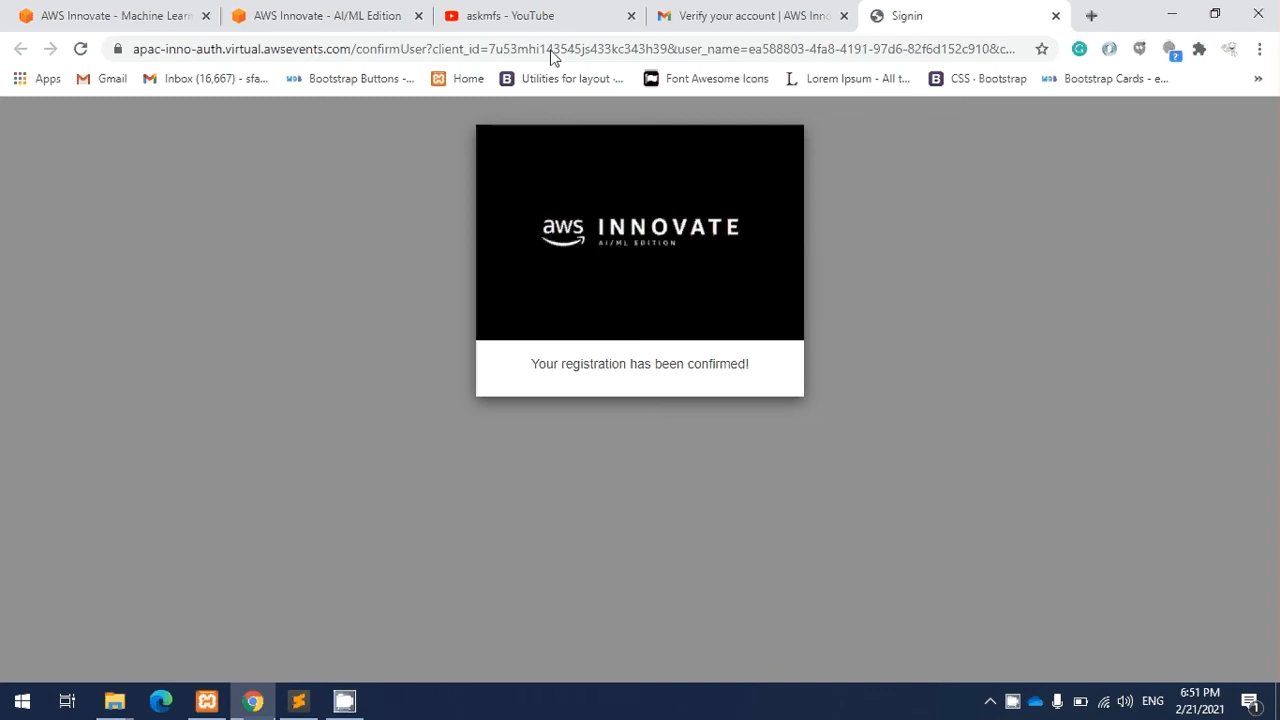 AWS Innovate - Machine Lea
AWS Innovate - AI/ML Edition
askmfs - YouTube
Verify your account | AWS Inno
Signin
apac-inno-auth.virtual.awsevents.com/confirmUser?client_id=7u53mhi143545js433kc343h39&user_name=ea588803-4fa8-4191-97d6-82f6d152c910&c...
Apps
Gmail
Inbox (16,667) - sfa...
Bootstrap Buttons -...
Home
Utilities for layout ·...
Font Awesome Icons
Lorem Ipsum - All t...
CSS · Bootstrap
Bootstrap Cards - e...
aws INNOVATE
AI/ML EDITION
Your registration has been confirmed!
ENG
6:51 PM
2/21/2021
1